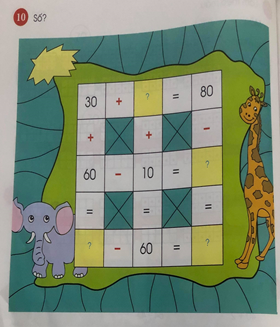 10 Số?
30 + ? = 80
+ + -
60 - 10 = ?
= = =
? - 60 = ?